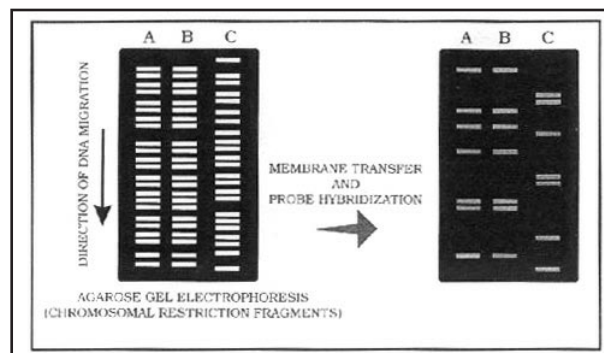 A B C
A B C
DIRECTION OF DNA MIGRATION
MEMBRANE TRANSFER
AND
PROBE HYBRIDIZATION
AGAROSE GEL ELECTROPHORESIS
(CHROMOSOMAL RESTRICTION FRAGMENTS)